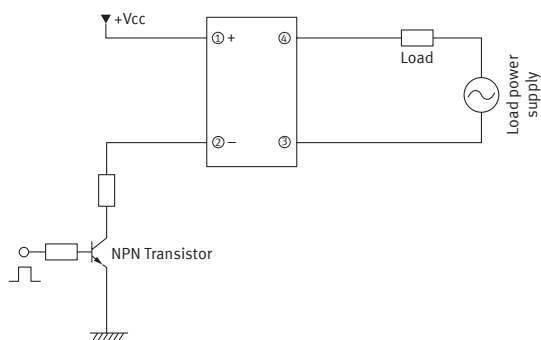 +Vcc
① +
④
Load
Load power
supply
② −
③
NPN Transistor